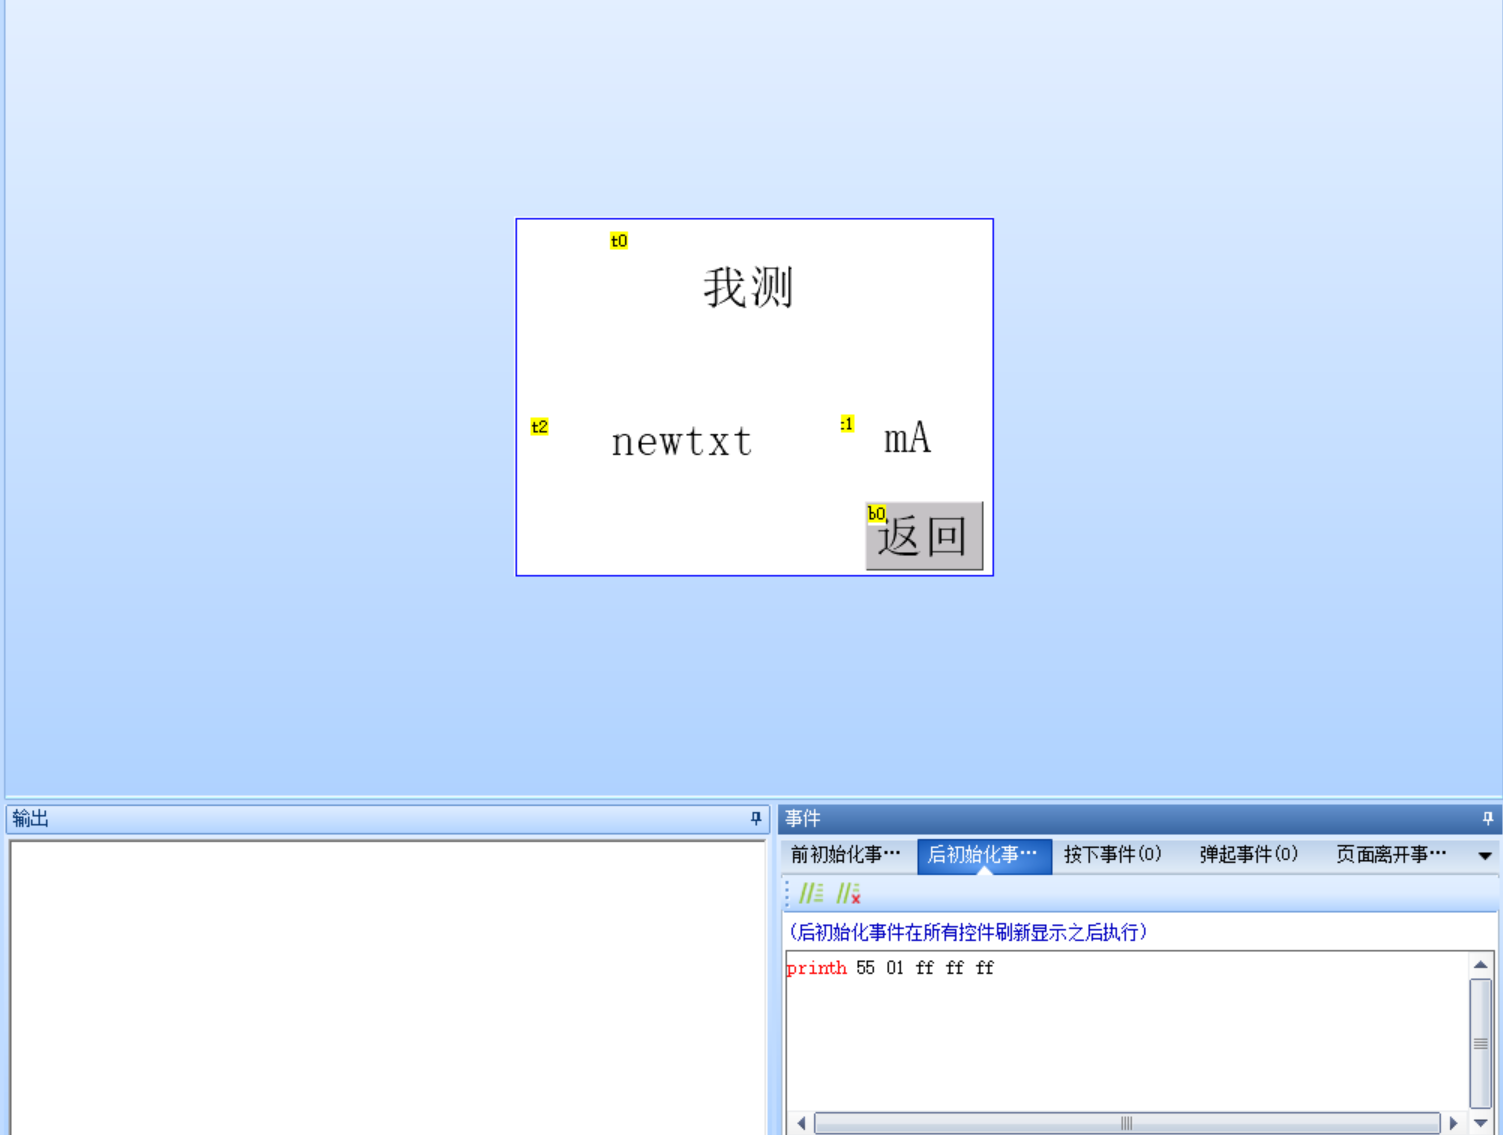 t0
我测
t2
newtxt
:1
mA
b0
返回
输出
事件
前初始化事…
后初始化事…
按下事件(0)
弹起事件(0)
页面离开事…
(后初始化事件在所有控件刷新显示之后执行)
printh 55 01 ff ff ff